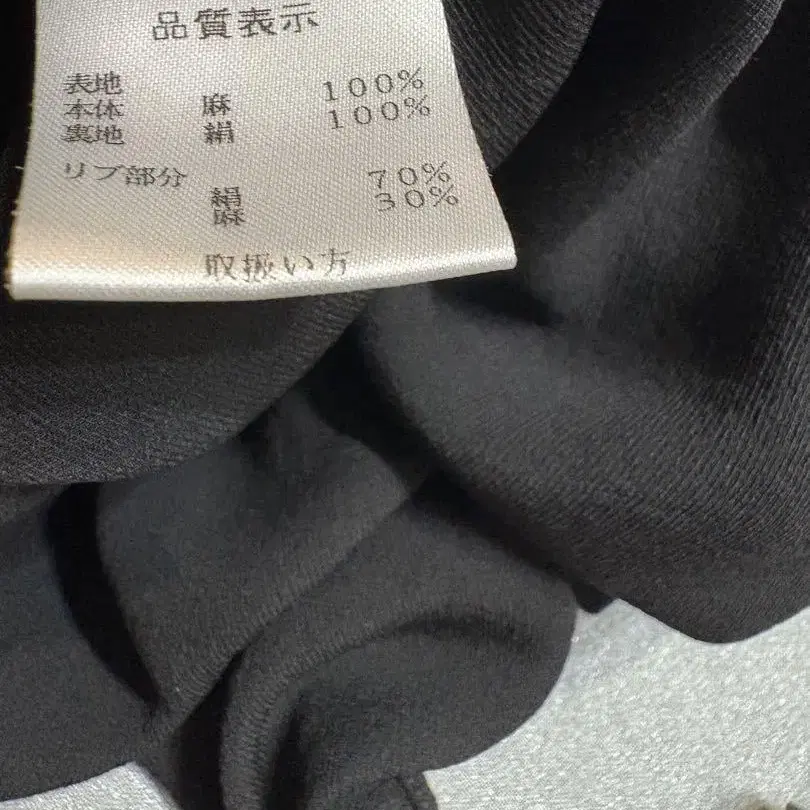 品質表示
表地
本体 麻 100%
裏地 絹 100%
リブ部分
絹 70%
麻 30%
取扱い方